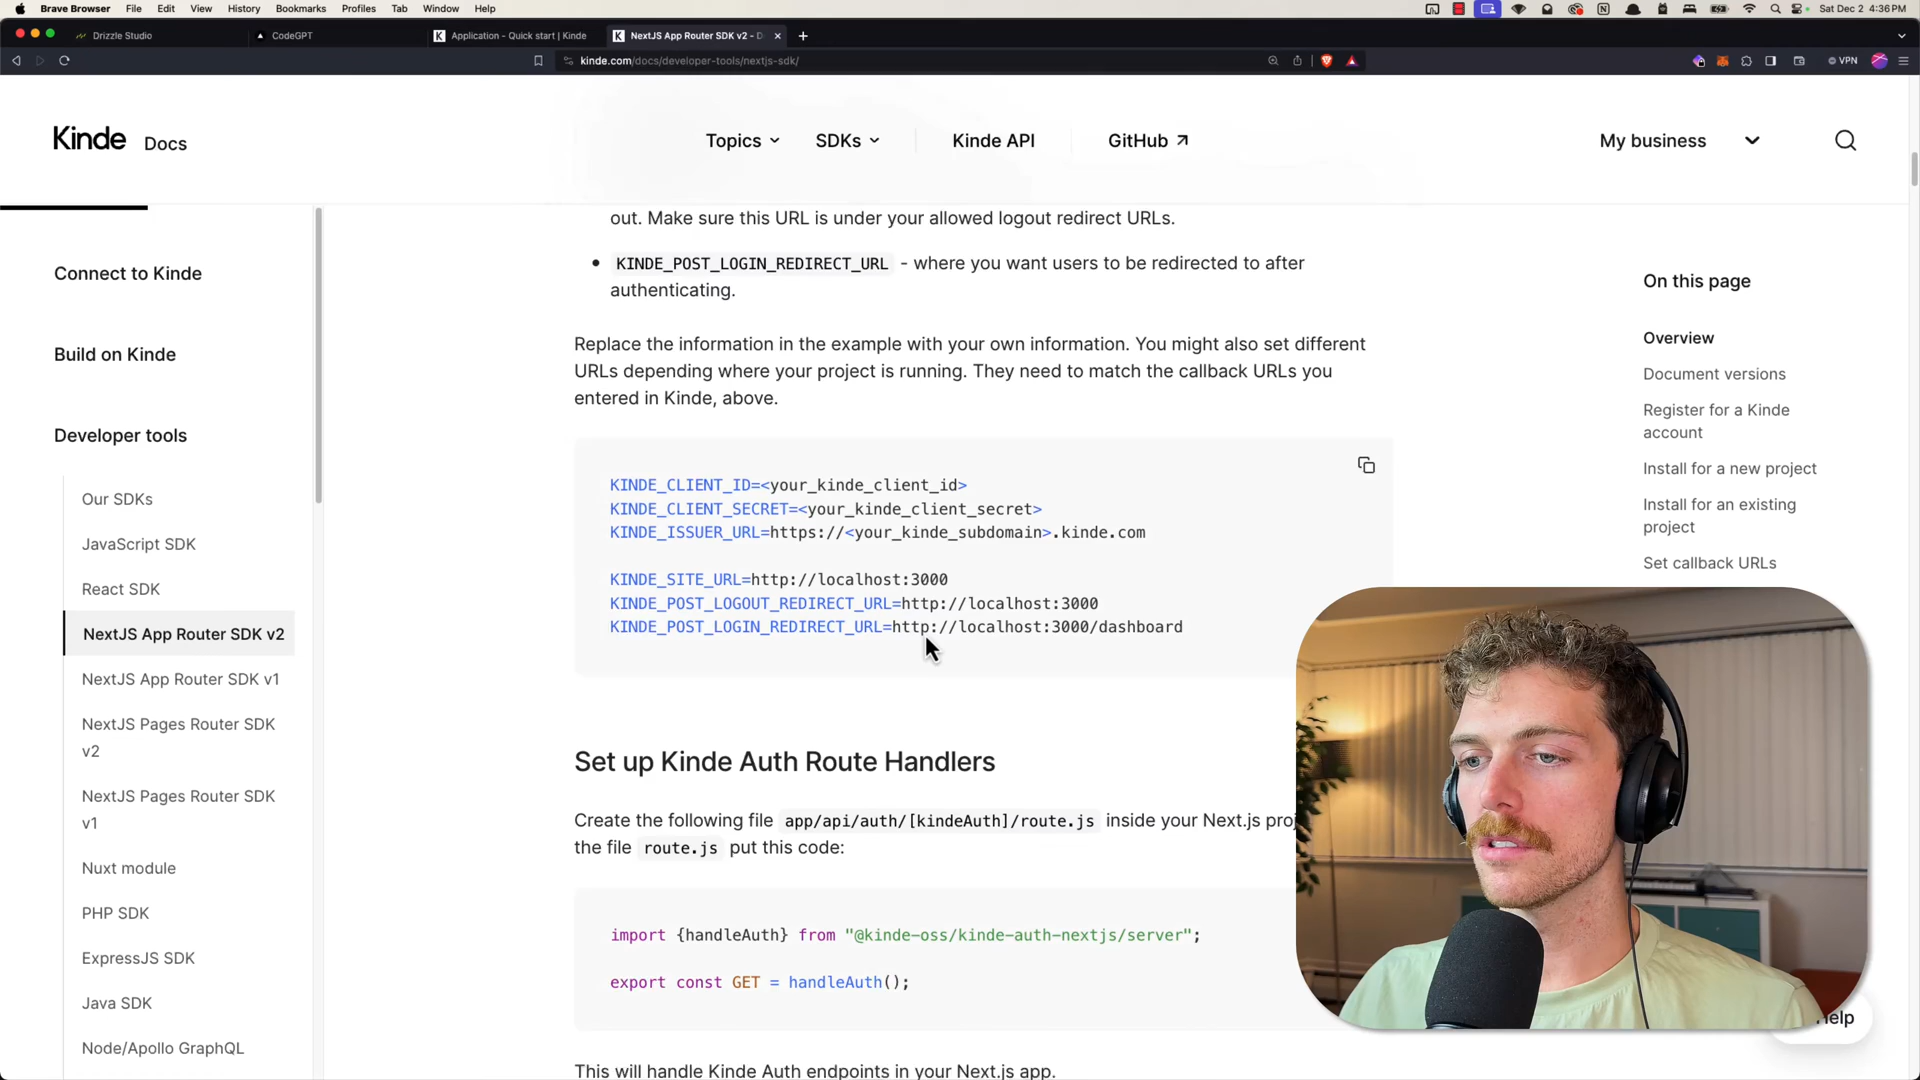 Brave Browser File Edit View History Bookmarks Profiles Tab Window Help
Sat Dec 2 4:36 PM
Drizzle Studio
CodeGPT
Application - Quick start | Kinde
NextJS App Router SDK v2 - D
kinde.com/docs/developer-tools/nextjs-sdk/
VPN
Kinde Docs
Topics
SDKs
Kinde API
GitHub
My business
Connect to Kinde
Build on Kinde
Developer tools
Our SDKs
JavaScript SDK
React SDK
NextJS App Router SDK v2
NextJS App Router SDK v1
NextJS Pages Router SDK
v2
NextJS Pages Router SDK
v1
Nuxt module
PHP SDK
ExpressJS SDK
Java SDK
Node/Apollo GraphQL
out. Make sure this URL is under your allowed logout redirect URLs.
• KINDE_POST_LOGIN_REDIRECT_URL - where you want users to be redirected to after
authenticating.
Replace the information in the example with your own information. You might also set different
URLs depending where your project is running. They need to match the callback URLs you
entered in Kinde, above.
KINDE_CLIENT_ID=<your_kinde_client_id>
KINDE_CLIENT_SECRET=<your_kinde_client_secret>
KINDE_ISSUER_URL=https://<your_kinde_subdomain>.kinde.com
KINDE_SITE_URL=http://localhost:3000
KINDE_POST_LOGOUT_REDIRECT_URL=http://localhost:3000
KINDE_POST_LOGIN_REDIRECT_URL=http://localhost:3000/dashboard
Set up Kinde Auth Route Handlers
Create the following file app/api/auth/[kindeAuth]/route.js inside your Next.js proj
the file route.js put this code:
import {handleAuth} from "@kinde-oss/kinde-auth-nextjs/server";
export const GET = handleAuth();
This will handle Kinde Auth endpoints in your Next.js app.
On this page
Overview
Document versions
Register for a Kinde
account
Install for a new project
Install for an existing
project
Set callback URLs
Help